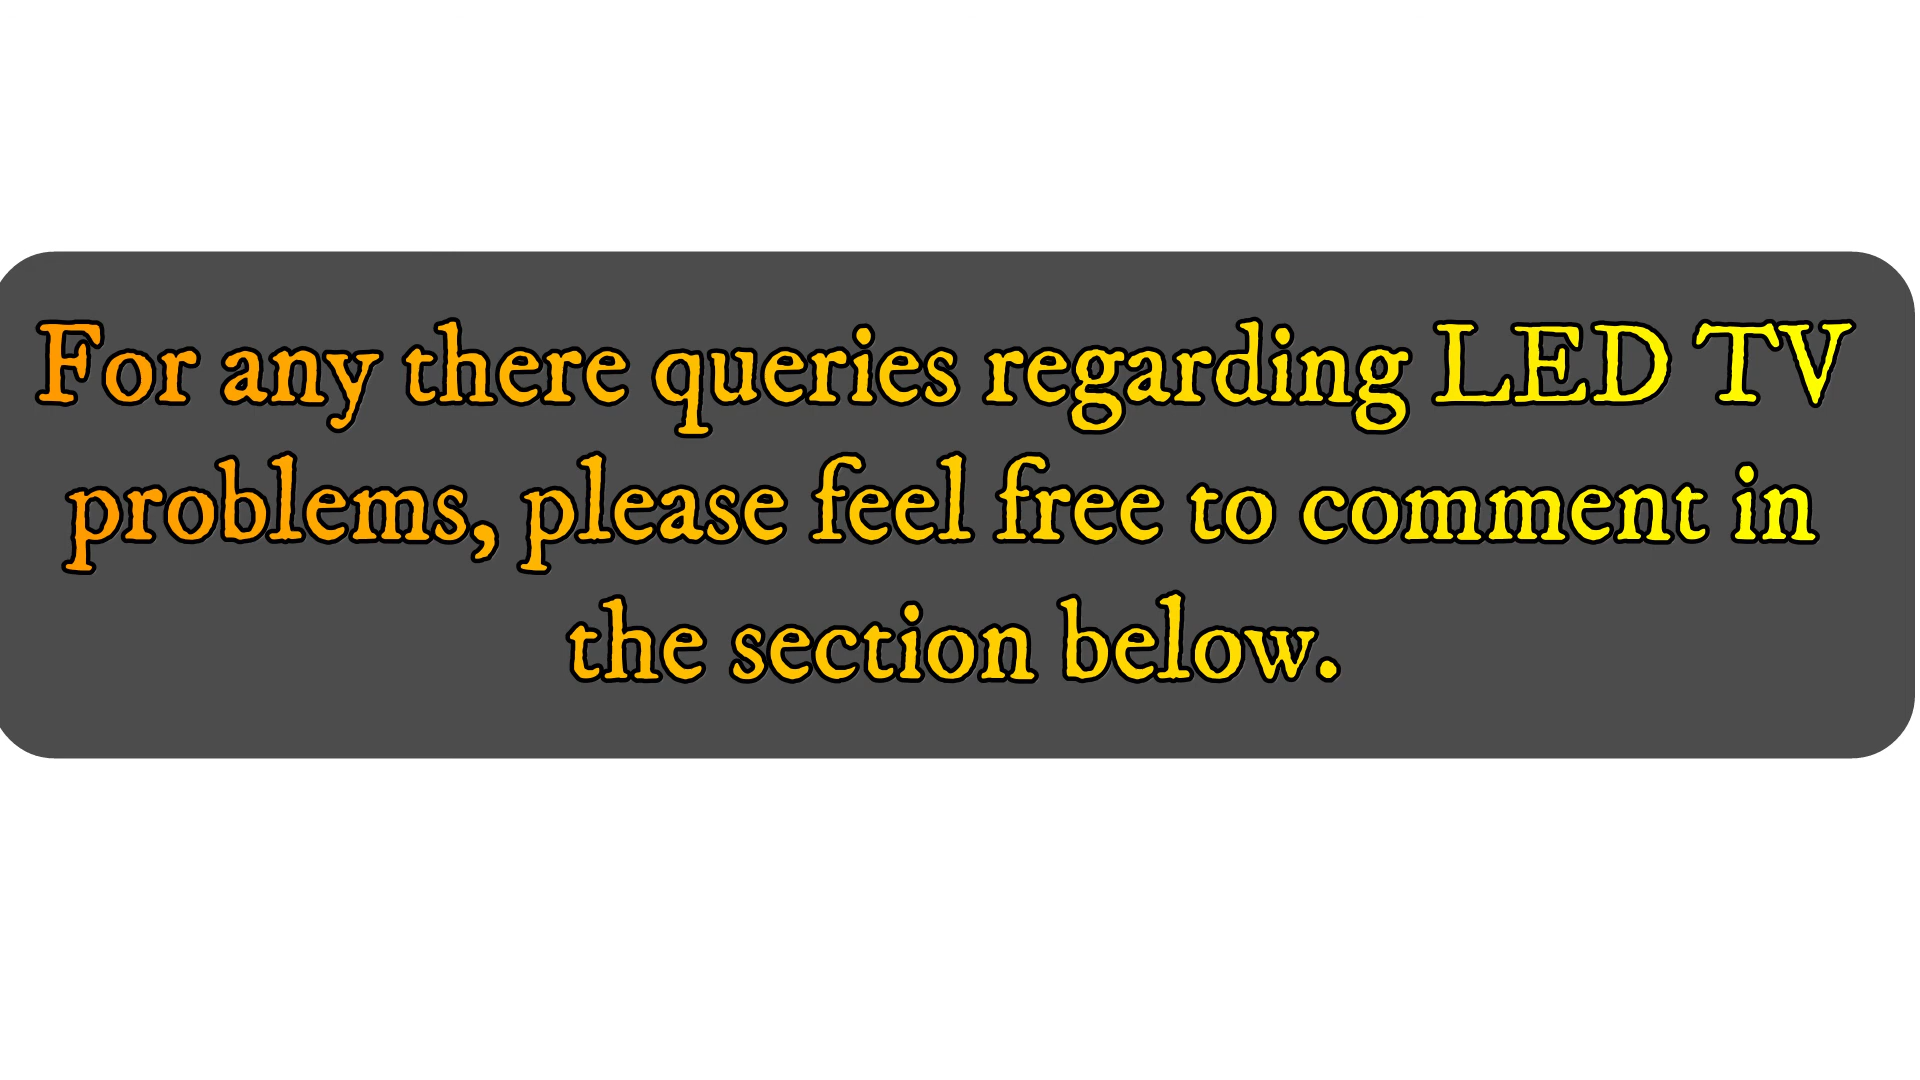 For any there queries regarding LED TV
problems, please feel free to comment in
the section below.